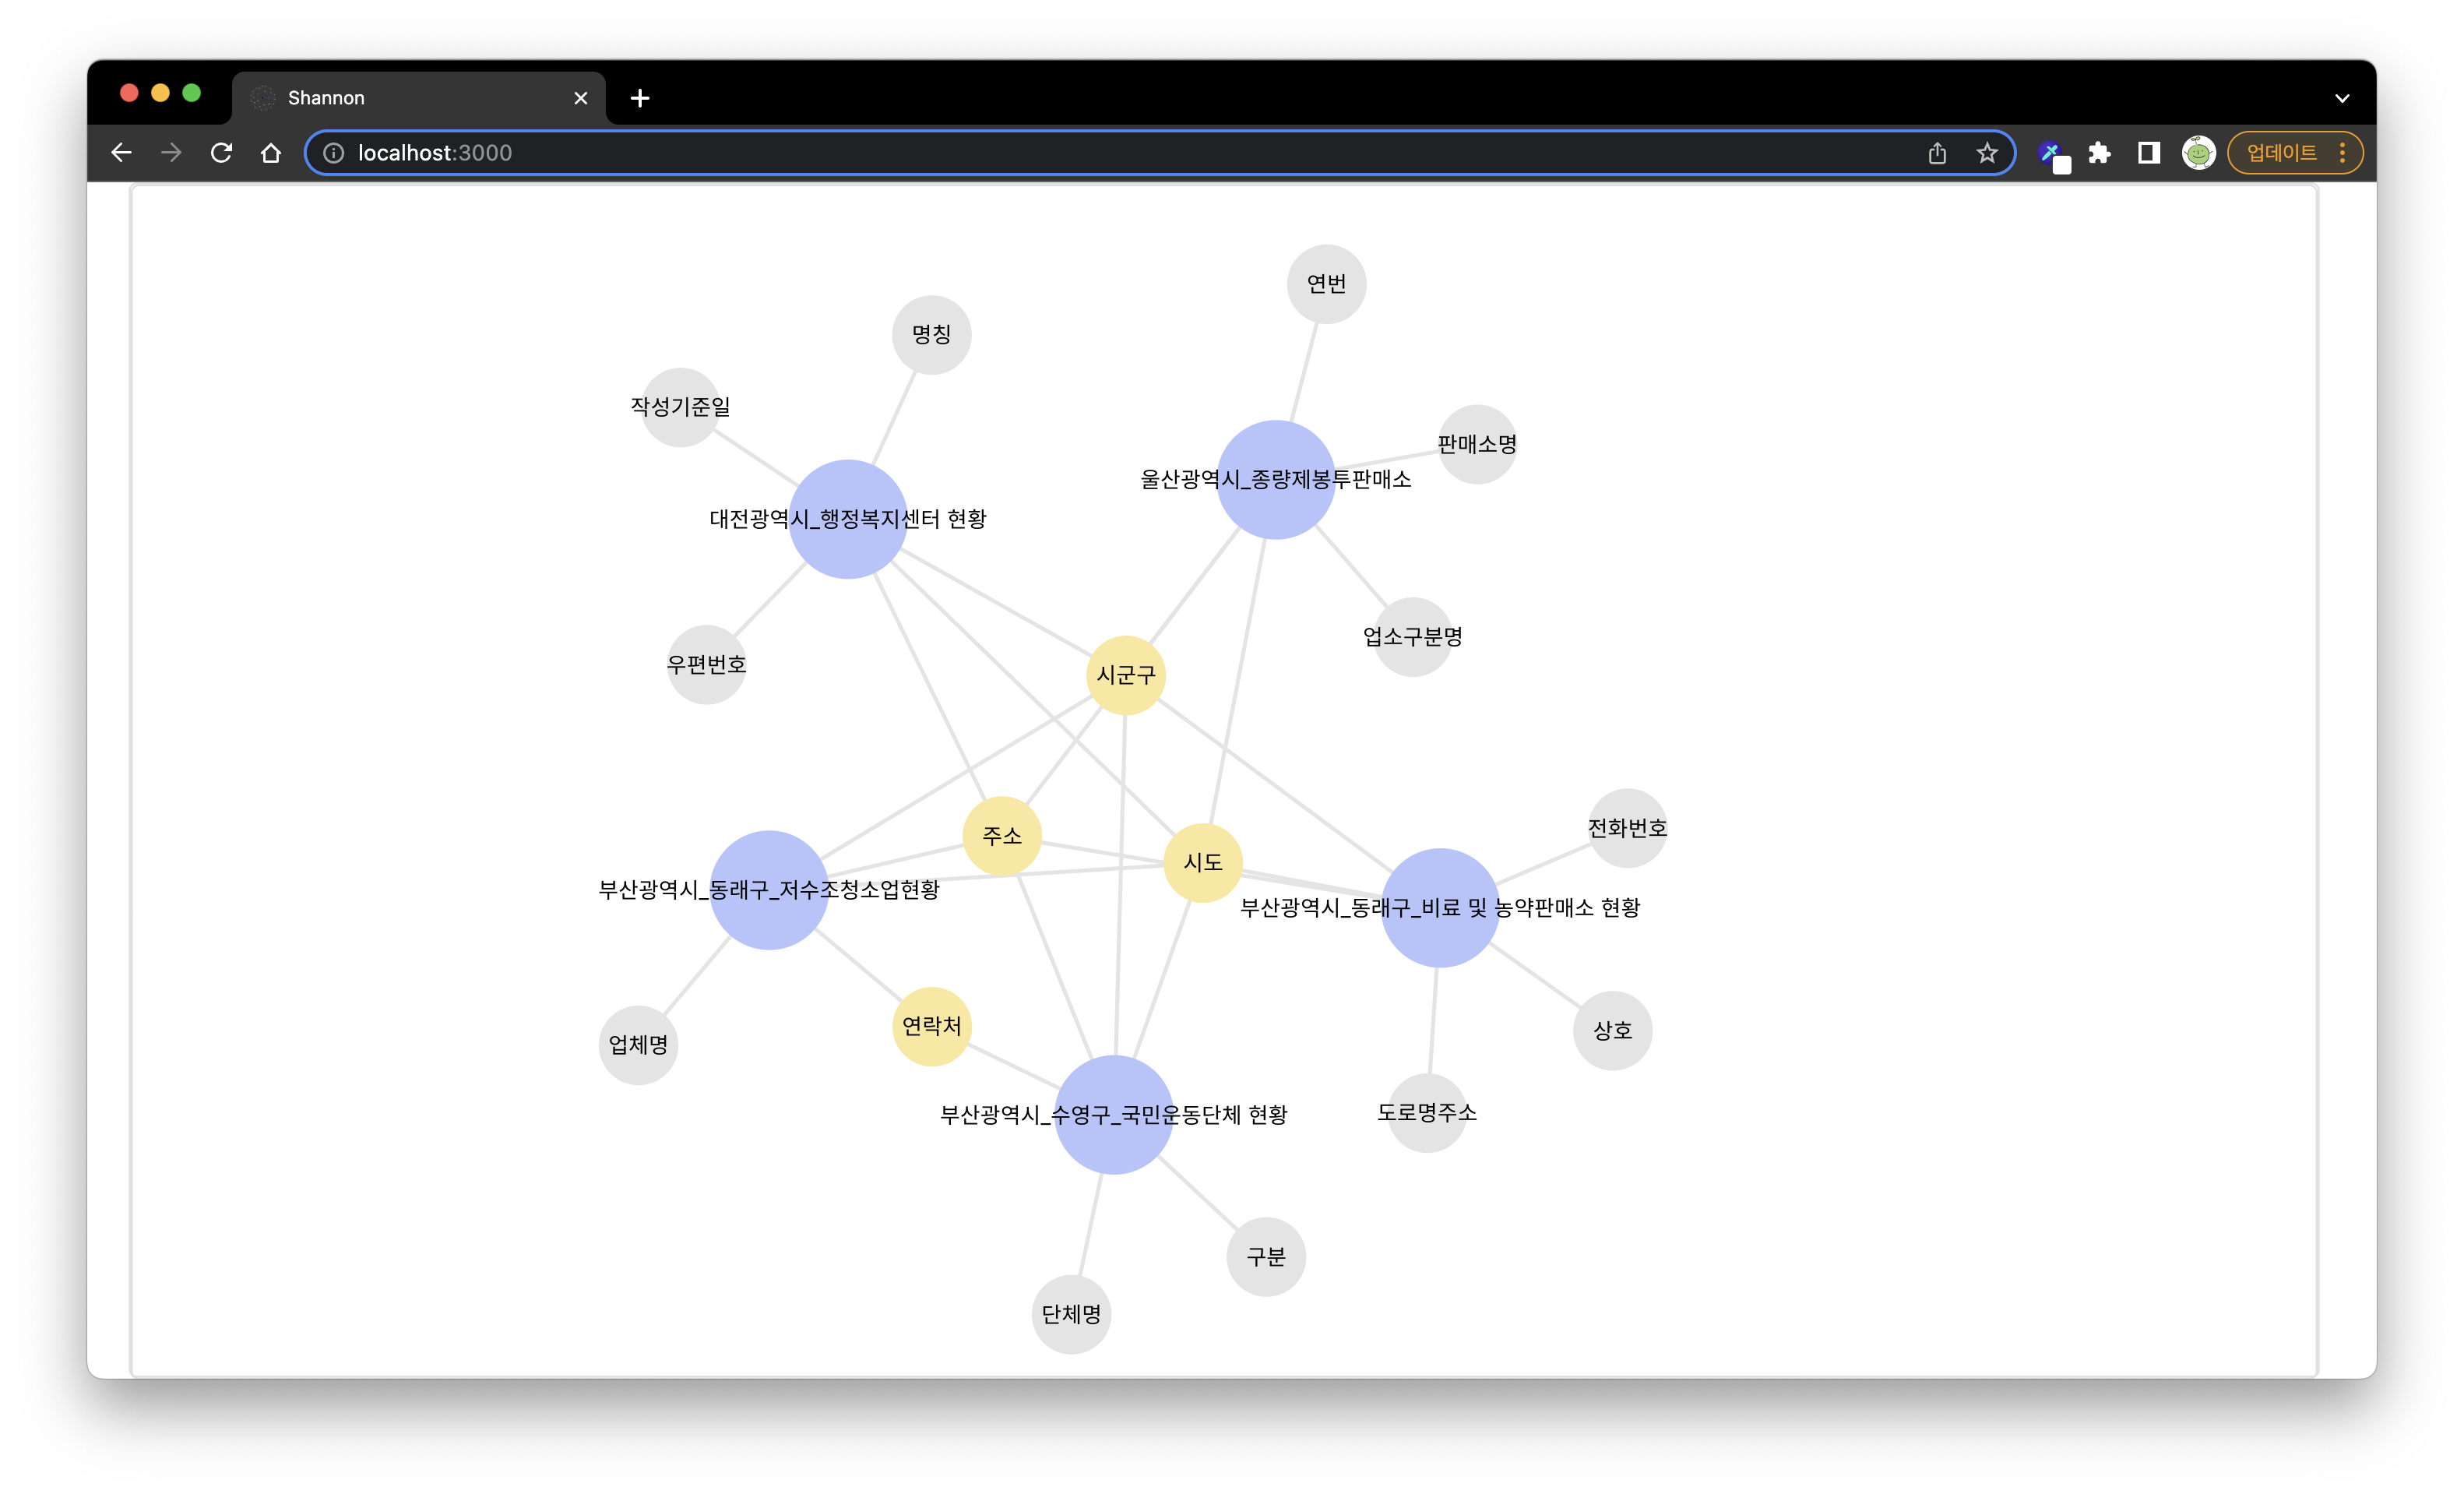 Shannon
localhost:3000
업데이트
연번
명칭
작성기준일
판매소명
울산광역시_종량제봉투판매소
대전광역시_행정복지센터 현황
업소구분명
우편번호
시군구
전화번호
주소
시도
부산광역시_동래구_저수조청소업현황
부산광역시_동래구_비료 및 농약판매소 현황
연락처
상호
업체명
도로명주소
부산광역시_수영구_국민운동단체 현황
구분
단체명